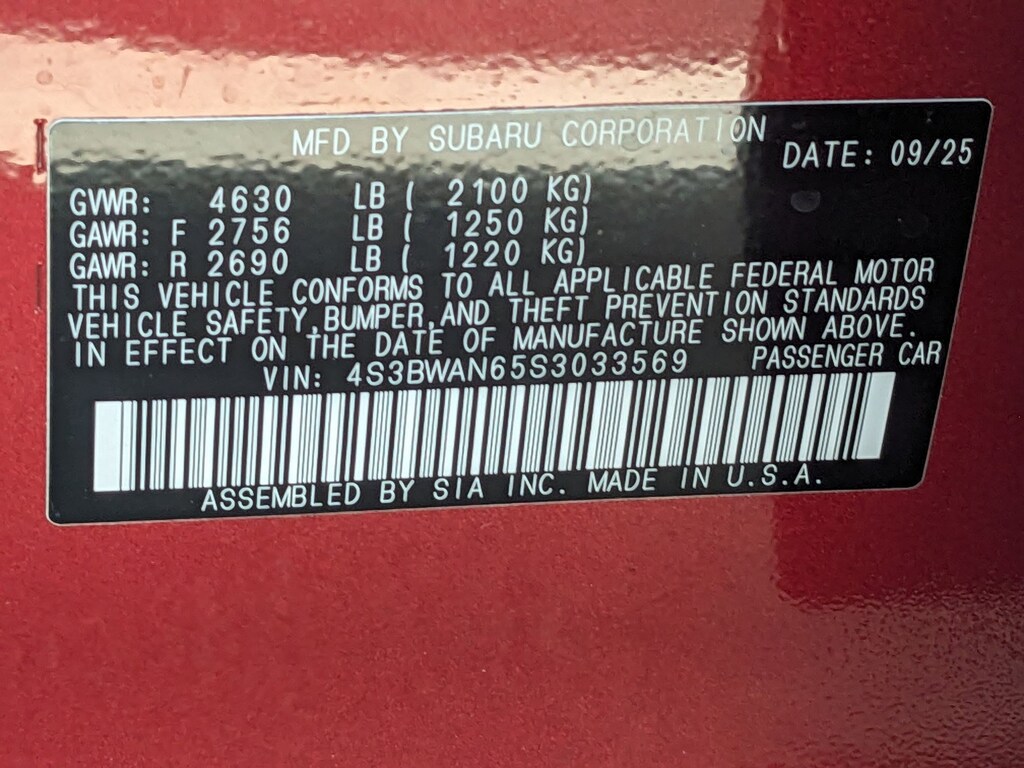 MFD BY SUBARU CORPORATION
DATE: 09/25
GVWR: 4630 LB ( 2100 KG)
GAWR: F 2756 LB ( 1250 KG)
GAWR: R 2690 LB ( 1220 KG)
THIS VEHICLE CONFORMS TO ALL APPLICABLE FEDERAL MOTOR
VEHICLE SAFETY,BUMPER,AND THEFT PREVENTION STANDARDS
IN EFFECT ON THE DATE OF MANUFACTURE SHOWN ABOVE.
VIN: 4S3BWAN65S3033569 PASSENGER CAR
ASSEMBLED BY SIA INC. MADE IN U.S.A.